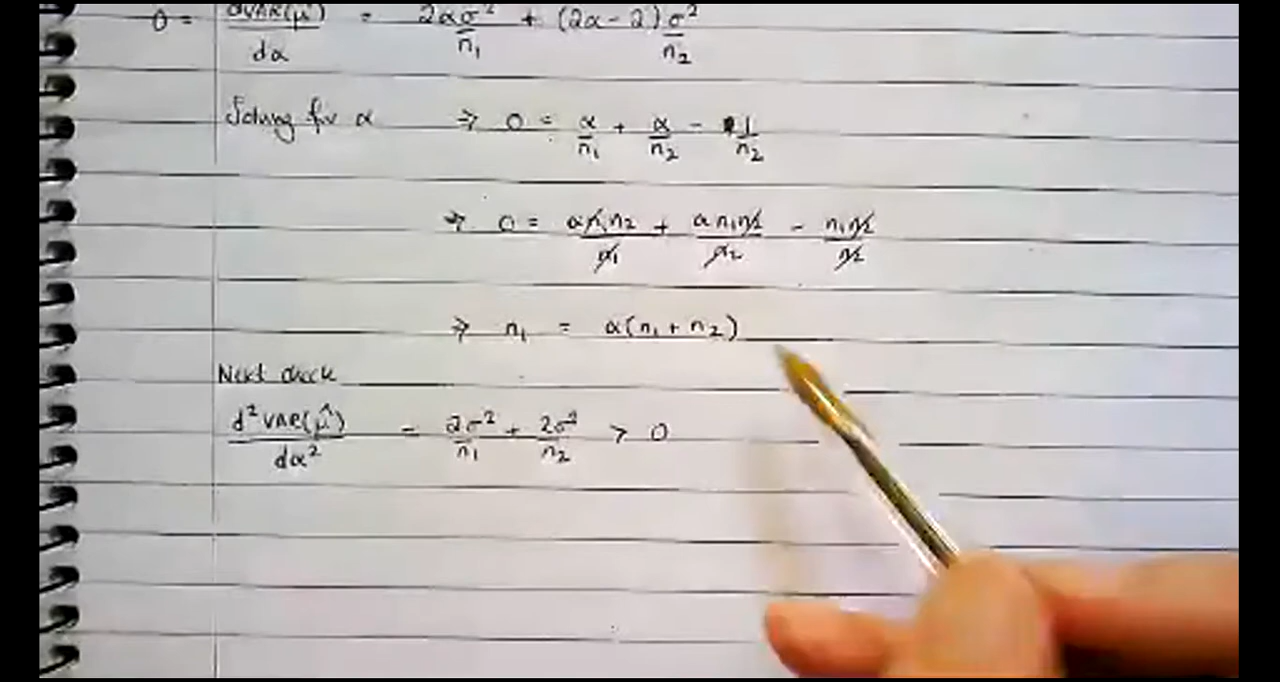 0 = dVAR(μ̂)/dα = 2ασ²/n₁ + (2α - 2)σ²/n₂
Solving for α ⇒ 0 = α/n₁ + α/n₂ - 1/n₂
⇒ 0 = αn₁n₂/n₁ + αn₁n₂/n₂ - n₁n₂/n₂
⇒ n₁ = α(n₁ + n₂)
Next check
d²VAR(μ̂)/dα² = 2σ²/n₁ + 2σ²/n₂ > 0